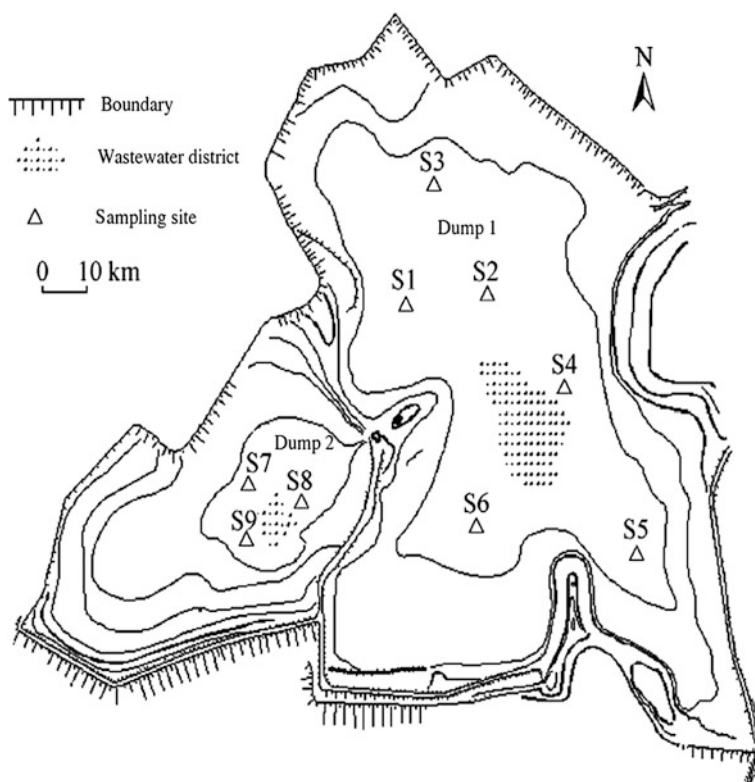 N
Boundary
Wastewater district
Sampling site
0 10 km
S3
Dump 1
S1
S2
S4
Dump 2
S7
S8
S9
S6
S5